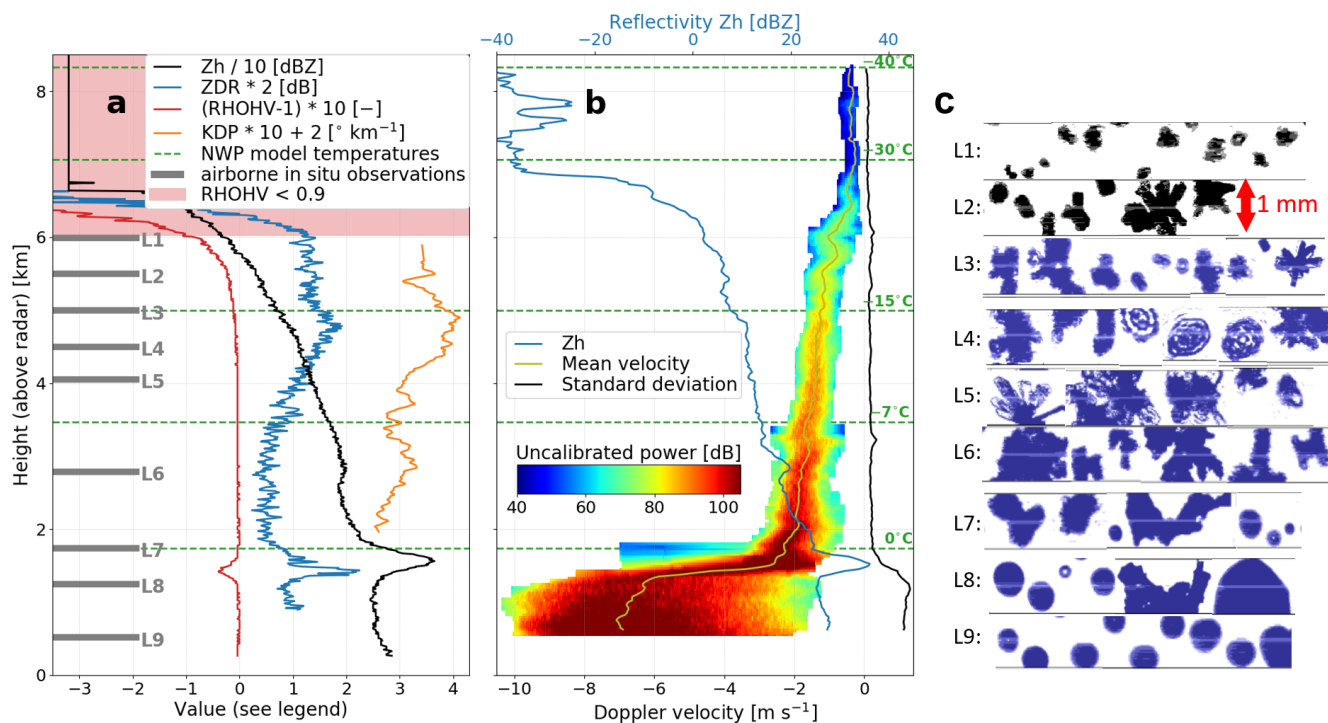 Reflectivity Zh [dBZ]
−40 −20 0 20 40
a
Zh / 10 [dBZ]
ZDR * 2 [dB]
(RHOHV-1) * 10 [−]
KDP * 10 + 2 [° km⁻¹]
NWP model temperatures
airborne in situ observations
RHOHV < 0.9
L1
L2
L3
L4
L5
L6
L7
L8
L9
Height (above radar) [km]
8
6
4
2
0
−3 −2 −1 0 1 2 3 4
Value (see legend)
b
−40°C
−30°C
−15°C
−7°C
0°C
Zh
Mean velocity
Standard deviation
Uncalibrated power [dB]
40 60 80 100
−10 −8 −6 −4 −2 0
Doppler velocity [m s⁻¹]
c
L1:
L2:
1 mm
L3:
L4:
L5:
L6:
L7:
L8:
L9: